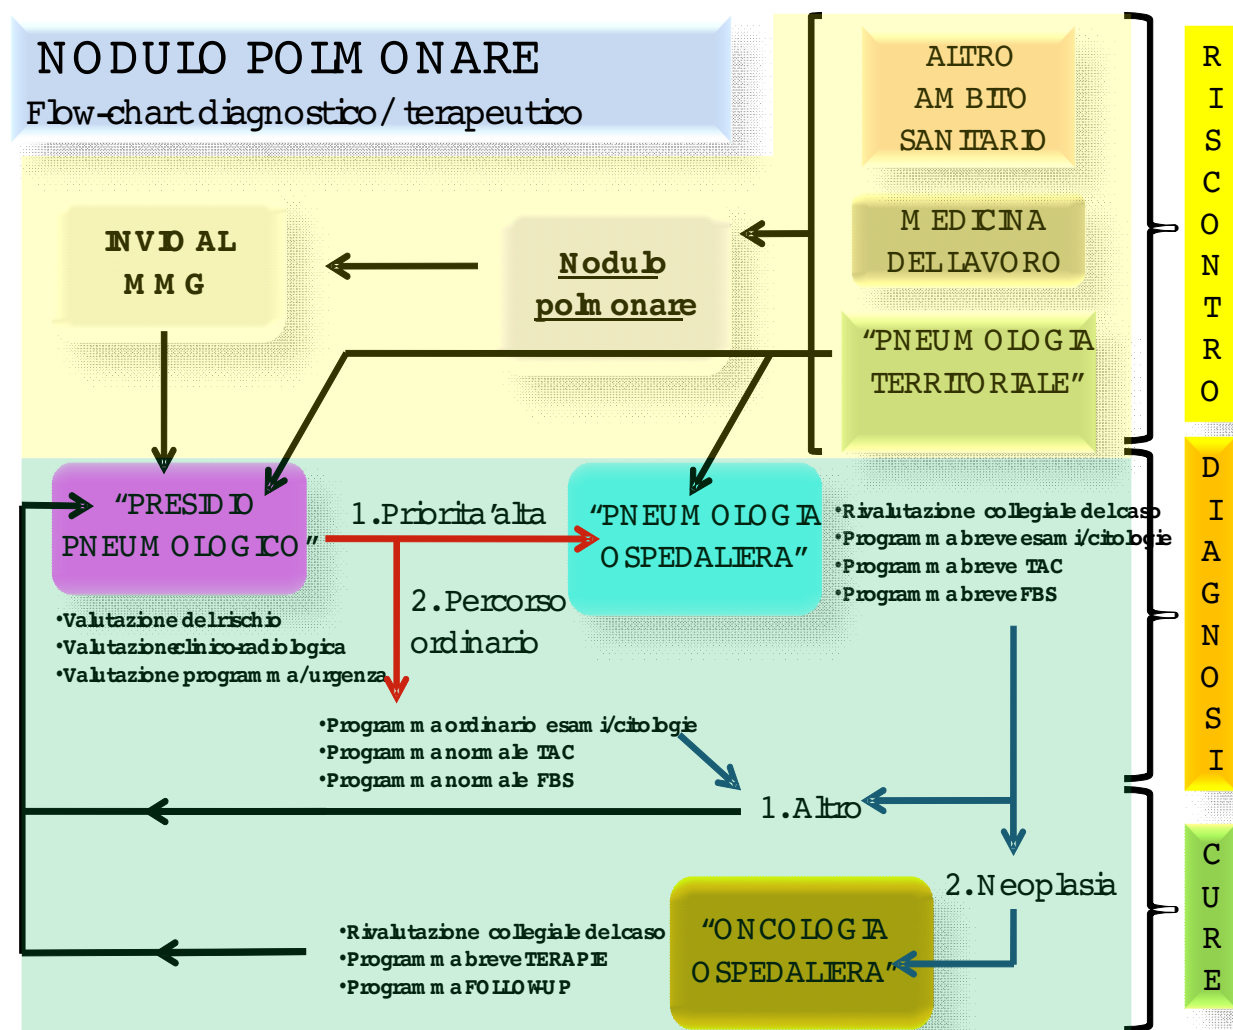 NODULO POLMONARE
Flow-chart diagnostico / terapeutico
ALTRO
AMBITO
SANITARIO
MEDICINA
DEL LAVORO
"PNEUMOLOGIA
TERRITORIALE"
Nodulo
polmonare
INVIO AL
MMG
RISCONTRO
"PRESIDIO
PNEUMOLOGICO"
•Valutazione del rischio
•Valutazione clinico-radiologica
•Valutazione programma/urgenza
1.Priorita' alta
2.Percorso
ordinario
"PNEUMOLOGIA
OSPEDALIERA"
•Rivalutazione collegiale del caso
•Programma breve esami/citologie
•Programma breve TAC
•Programma breve FBS
DIAGNOSI
•Programma ordinario esami/citologie
•Programma normale TAC
•Programma normale FBS
1.Altro
2.Neoplasia
"ONCOLOGIA
OSPEDALIERA"
•Rivalutazione collegiale del caso
•Programma breve TERAPIE
•Programma FOLLOW-UP
CURE